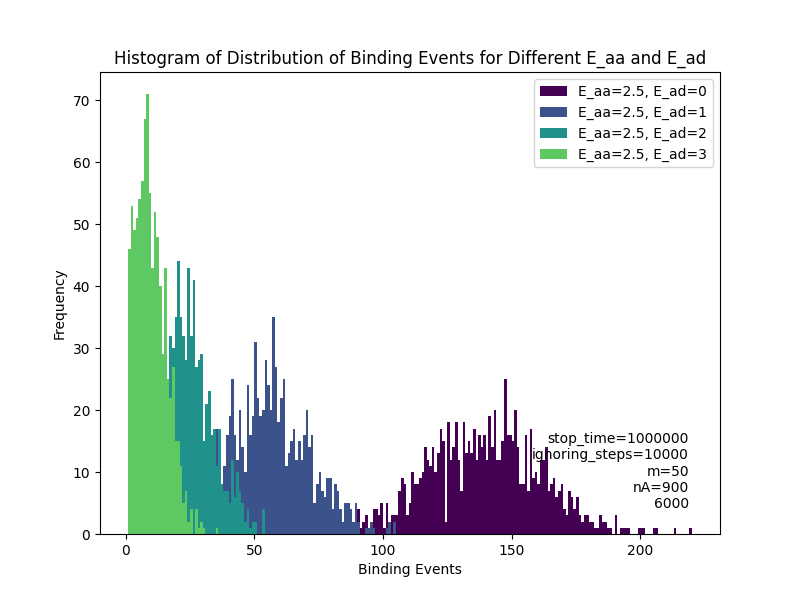 Histogram of Distribution of Binding Events for Different E_aa and E_ad
E_aa=2.5, E_ad=0
E_aa=2.5, E_ad=1
E_aa=2.5, E_ad=2
E_aa=2.5, E_ad=3
70
60
50
40
30
20
10
0
Frequency
stop_time=1000000
ignoring_steps=10000
m=50
nA=900
6000
0 50 100 150 200
Binding Events